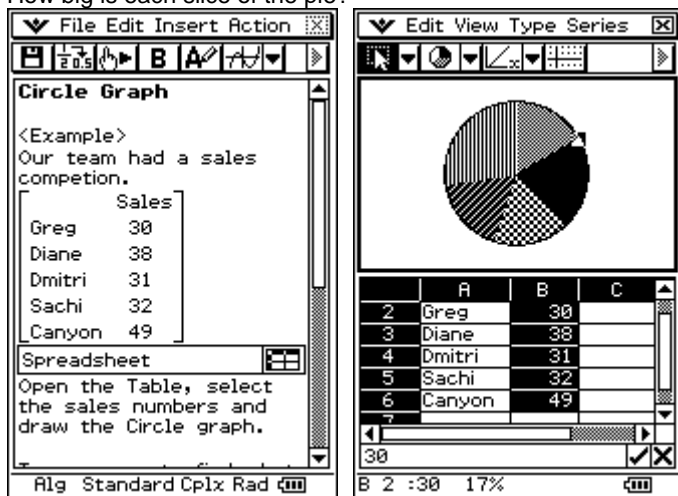 How big is each slice of the pie?
File Edit Insert Action
B
Circle Graph
<Example>
Our team had a sales
competion.
Sales
Greg 30
Diane 38
Dmitri 31
Sachi 32
Canyon 49
Spreadsheet
Open the Table, select
the sales numbers and
draw the Circle graph.
Alg Standard Cplx Rad
Edit View Type Series
A B C
2 Greg 30
3 Diane 38
4 Dmitri 31
5 Sachi 32
6 Canyon 49
7
30
B 2 :30 17%